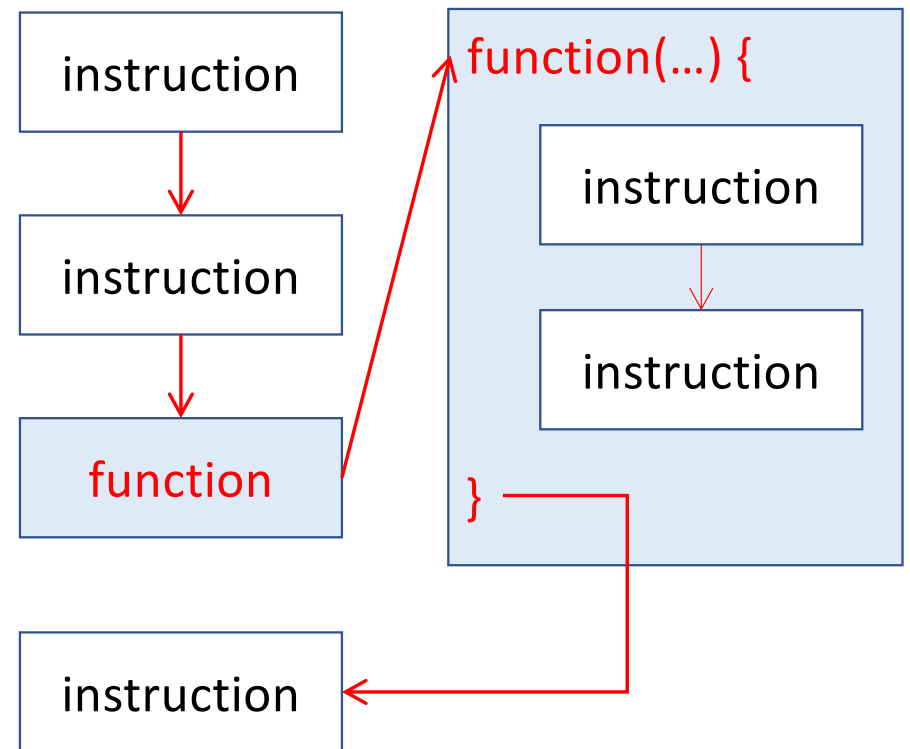 instruction
instruction
function
instruction
function(…) {
instruction
instruction
}